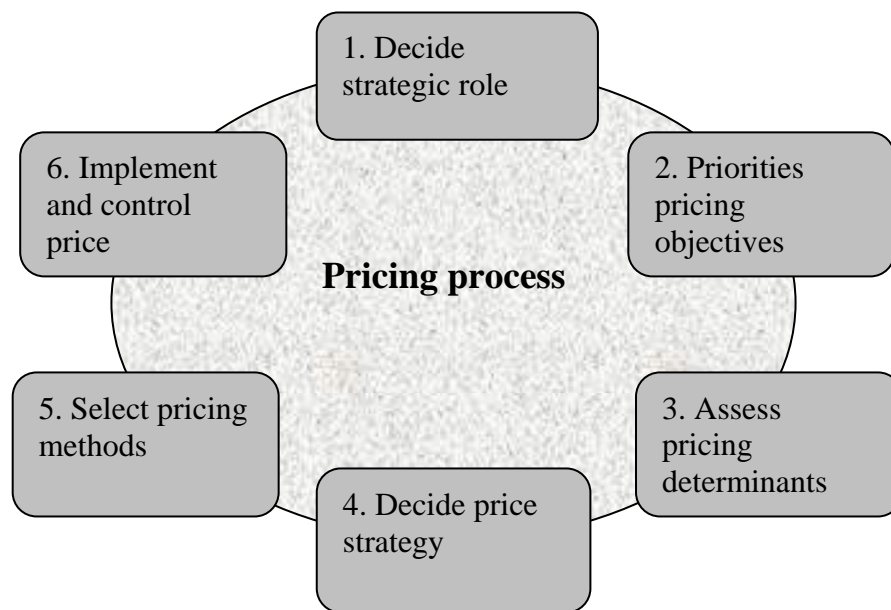 1. Decide
strategic role
2. Priorities
pricing
objectives
3. Assess
pricing
determinants
4. Decide price
strategy
5. Select pricing
methods
6. Implement
and control
price
Pricing process